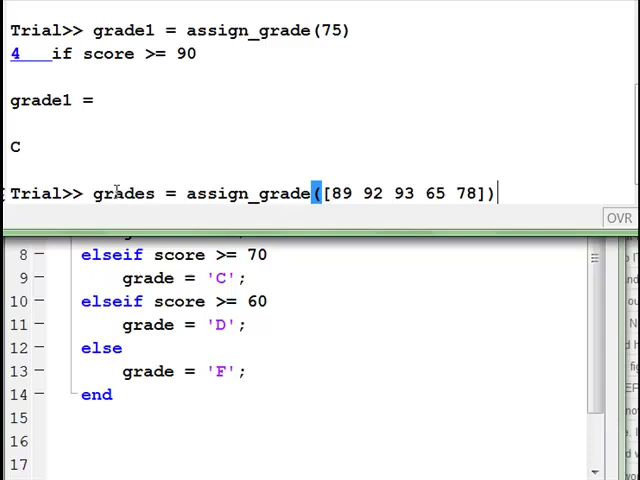 Trial>> grade1 = assign_grade(75)
4   if score >= 90
grade1 =
C
Trial>> grades = assign_grade([89 92 93 65 78])
OVR
8 elseif score >= 70
9 grade = 'C';
10 elseif score >= 60
11 grade = 'D';
12 else
13 grade = 'F';
14 end
15
16
17